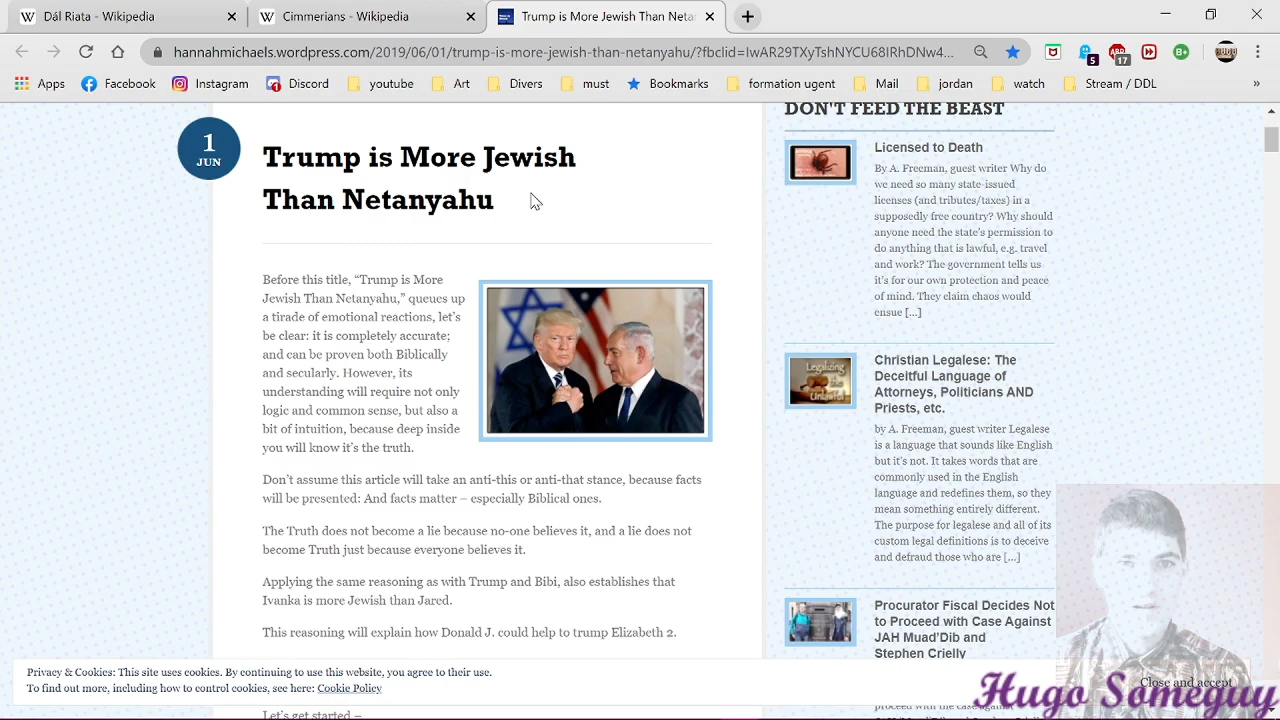 Dál Riata - Wikipedia
Cimmerians - Wikipedia
Trump is More Jewish Than Netan
hannahmichaels.wordpress.com/2019/06/01/trump-is-more-jewish-than-netanyahu/?fbclid=IwAR29TXyTshNYCU68IRhDNw4...
5
ABP
17
Apps
Facebook
Instagram
Discord
youtube
Art
Divers
must
Bookmarks
formation ugent
Mail
jordan
Stream / DDL
»
1
JUN
Trump is More Jewish
Than Netanyahu
Before this title, “Trump is More
Jewish Than Netanyahu,” queues up
a tirade of emotional reactions, let’s
be clear: it is completely accurate;
and can be proven both Biblically
and secularly. However, its
understanding will require not only
logic and common sense, but also a
bit of intuition, because deep inside
you will know it’s the truth.
Don’t assume this article will take an anti-this or anti-that stance, because facts
will be presented: And facts matter – especially Biblical ones.
The Truth does not become a lie because no-one believes it, and a lie does not
become Truth just because everyone believes it.
Applying the same reasoning as with Trump and Bibi, also establishes that
Ivanka is more Jewish than Jared.
This reasoning will explain how Donald J. could help to trump Elizabeth 2.
Let’s get started –
DON'T FEED THE BEAST
Licensed to Death
By A. Freeman, guest writer Why do
we need so many state-issued
licenses (and tributes/taxes) in a
supposedly free country? Why should
anyone need the state’s permission to
do anything that is lawful, e.g. travel
and work? The government tells us
it’s for our own protection and peace
of mind. They claim chaos would
ensue [...]
Legalizing
the
Unlawful
Christian Legalese: The
Deceitful Language of
Attorneys, Politicians AND
Priests, etc.
by A. Freeman, guest writer Legalese
is a language that sounds like English
but it’s not. It takes words that are
commonly used in the English
language and redefines them, so they
mean something entirely different.
The purpose for legalese and all of its
custom legal definitions is to deceive
and defraud those who are [...]
Procurator Fiscal Decides Not
to Proceed with Case Against
JAH Muad’Dib and
Stephen Crielly
proceed with the case against
Privacy & Cookies: This site uses cookies. By continuing to use this website, you agree to their use.
To find out more, including how to control cookies, see here: Cookie Policy
Close and accept
Hugo